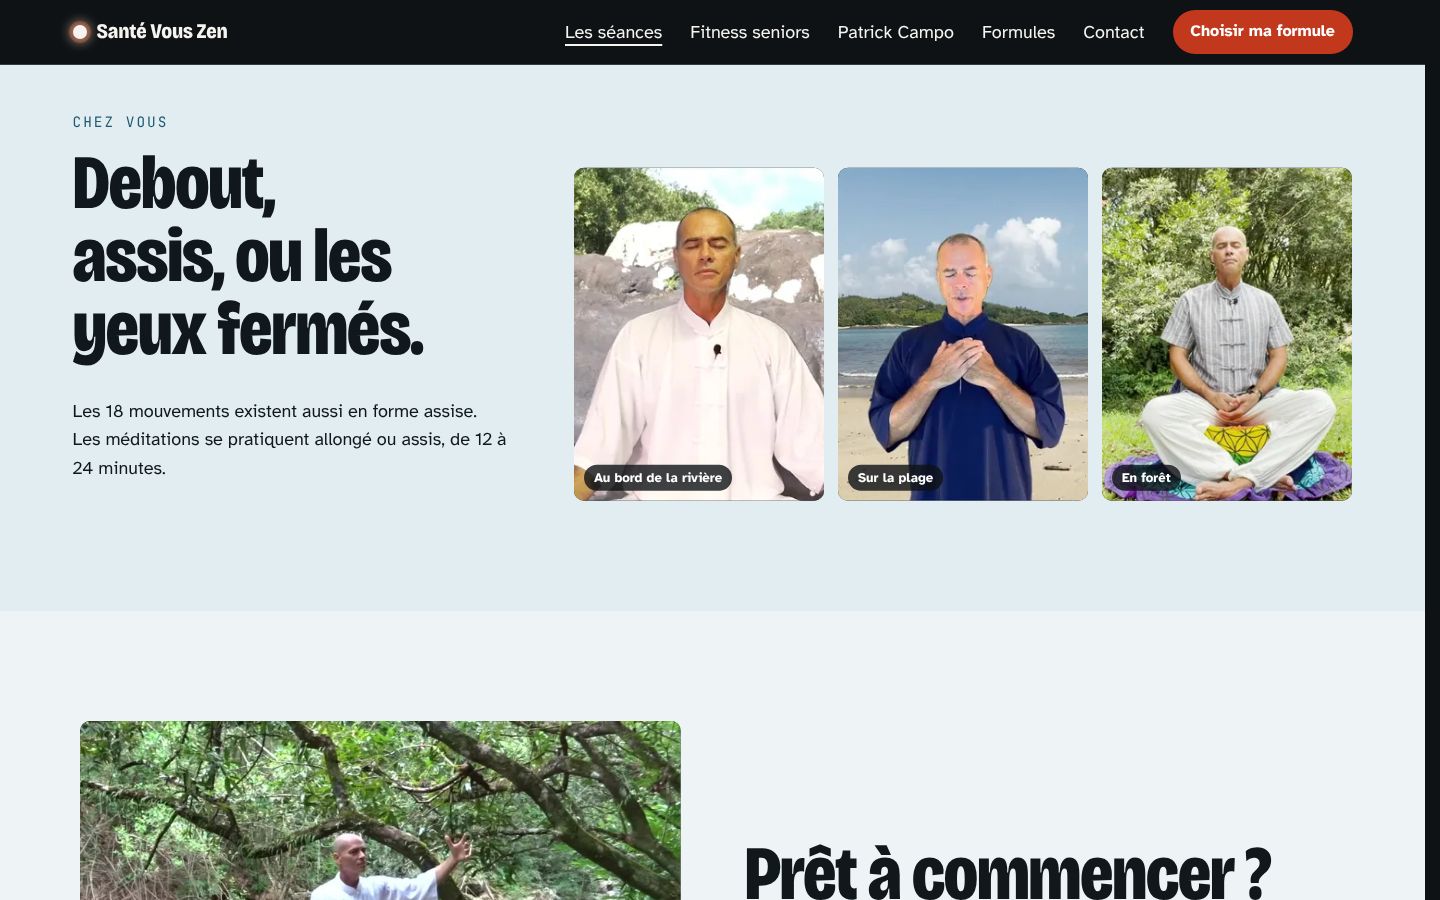 Santé Vous Zen
Les séances
Fitness seniors
Patrick Campo
Formules
Contact
Choisir ma formule
CHEZ VOUS
Debout,
assis, ou les
yeux fermés.
Les 18 mouvements existent aussi en forme assise.
Les méditations se pratiquent allongé ou assis, de 12 à
24 minutes.
Au bord de la rivière
Sur la plage
En forêt
Prêt à commencer ?